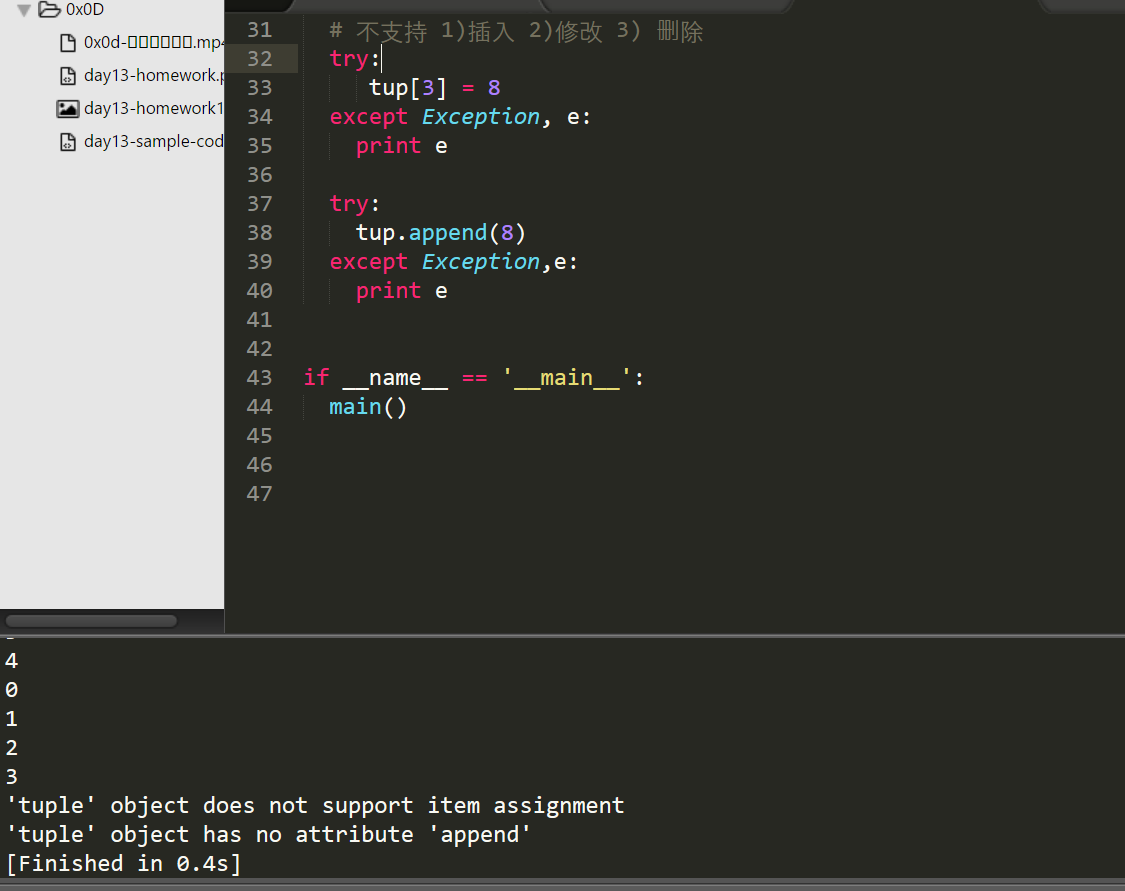 0x0D
0x0d-□□□□□□.mp4
day13-homework.p
day13-homework1
day13-sample-cod
31 # 不支持 1)插入 2)修改 3) 删除
32 try:
33 tup[3] = 8
34 except Exception, e:
35 print e
36
37 try:
38 tup.append(8)
39 except Exception,e:
40 print e
41
42
43 if __name__ == '__main__':
44 main()
45
46
47
4
0
1
2
3
'tuple' object does not support item assignment
'tuple' object has no attribute 'append'
[Finished in 0.4s]